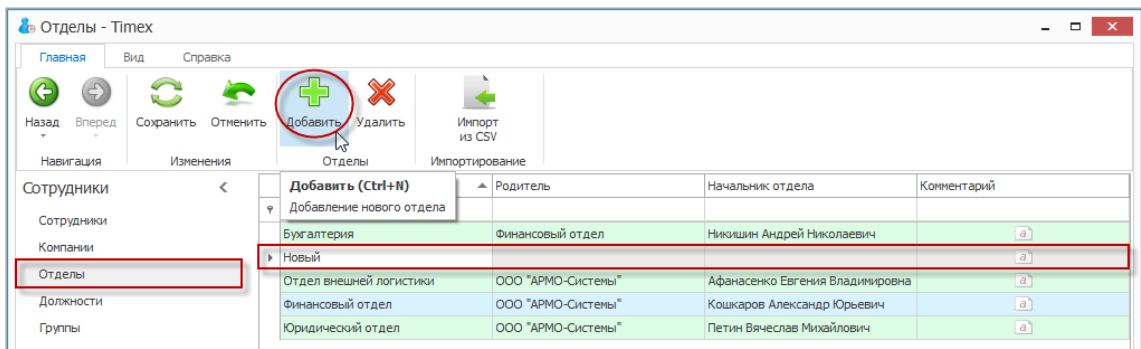 Отделы - Timex
Главная Вид Справка
Назад Вперед Сохранить Отменить Добавить Удалить Импорт из CSV
Навигация Изменения Отделы Импортирование
Добавить (Ctrl+N)
Добавление нового отдела
Сотрудники
Сотрудники
Компании
Отделы
Должности
Группы
Родитель Начальник отдела Комментарий
Бухгалтерия Финансовый отдел Никишин Андрей Николаевич a
Новый a
Отдел внешней логистики ООО "АРМО-Системы" Афанасенко Евгения Владимировна a
Финансовый отдел ООО "АРМО-Системы" Кошкаров Александр Юрьевич a
Юридический отдел ООО "АРМО-Системы" Петин Вячеслав Михайлович a